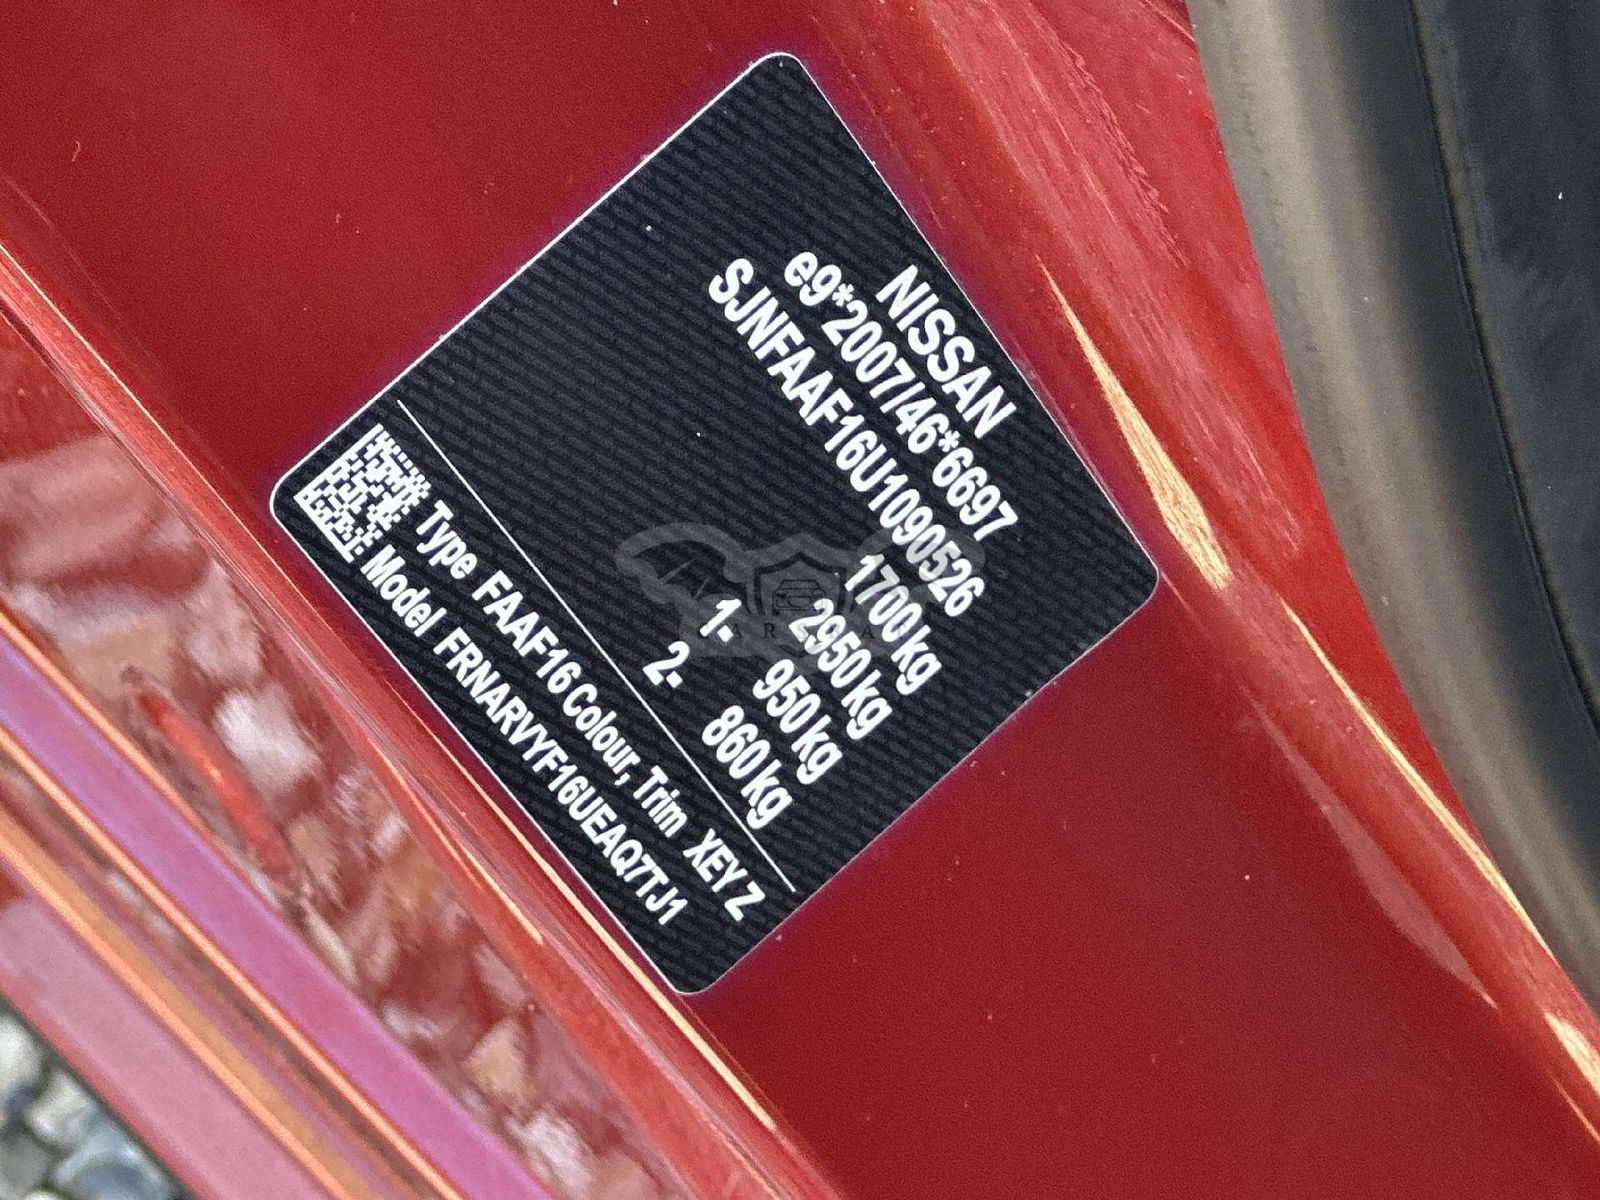 NISSAN
e9*2007/46*6697
SJNFAAF16U1090526
1700 kg
2950 kg
1- 950 kg
2- 860 kg
Type FAAF16 Colour, Trim XEY Z
Model FRNARVYF16UEAQ7TJ1